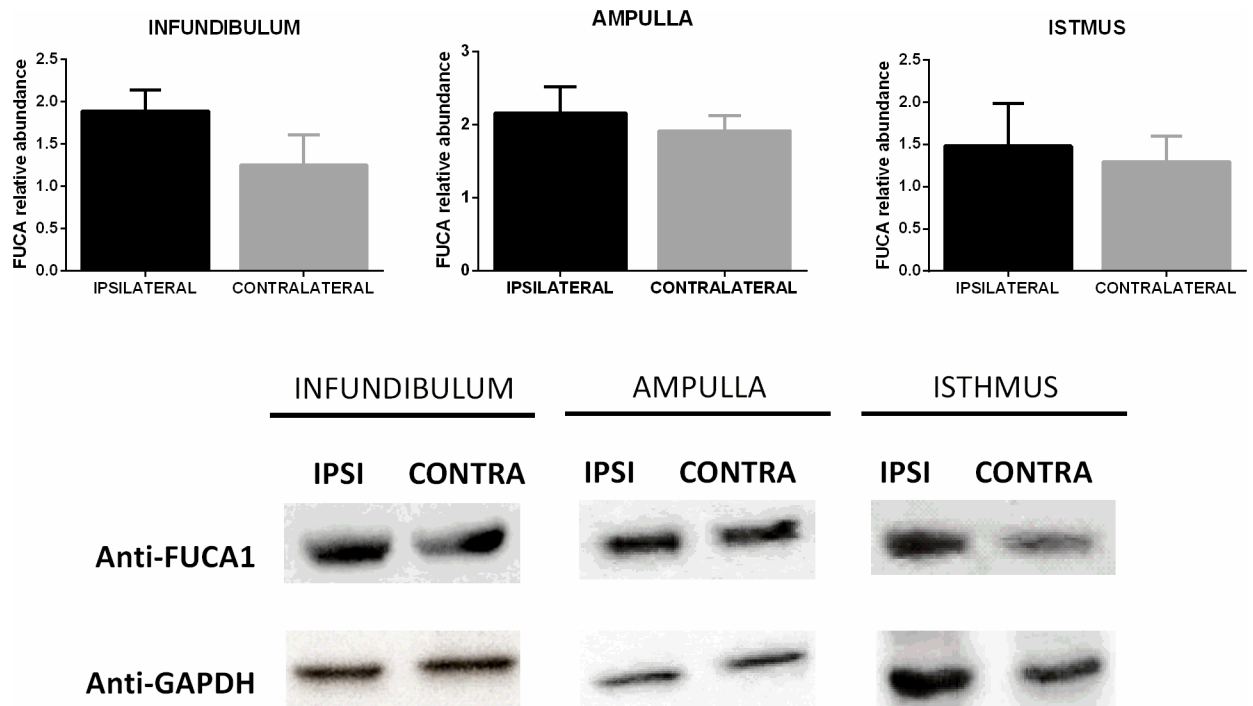 INFUNDIBULUM
FUCA relative abundance
2.5
2.0
1.5
1.0
0.5
0.0
IPSILATERAL CONTRALATERAL
AMPULLA
FUCA relative abundance
3
2
1
0
IPSILATERAL CONTRALATERAL
ISTMUS
FUCA relative abundance
2.5
2.0
1.5
1.0
0.5
0.0
IPSILATERAL CONTRALATERAL
INFUNDIBULUM AMPULLA ISTHMUS
IPSI CONTRA IPSI CONTRA IPSI CONTRA
Anti-FUCA1
Anti-GAPDH